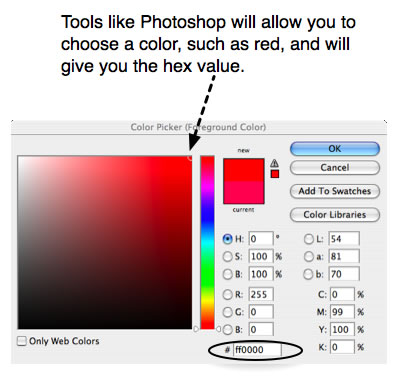 Tools like Photoshop will allow you to
choose a color, such as red, and will
give you the hex value.
Color Picker (Foreground Color)
new
current
OK
Cancel
Add To Swatches
Color Libraries
H: 0 °
S: 100 %
B: 100 %
R: 255
G: 0
B: 0
# ff0000
L: 54
a: 81
b: 70
C: 0 %
M: 99 %
Y: 100 %
K: 0 %
Only Web Colors